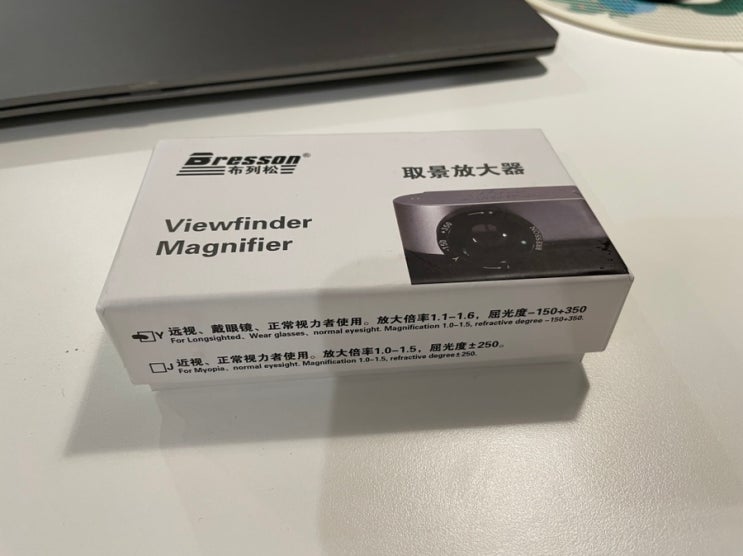 Bresson®
布列松
取景放大器
Viewfinder
Magnifier
Y 远视、戴眼镜、正常视力者使用。放大倍率1.1-1.6，屈光度-150+350
For Longsighted、Wear glasses、normal eyesight. Magnification 1.0-1.5, refractive degree -150+350.
J 近视、正常视力者使用。放大倍率1.0-1.5，屈光度±250。
For Myopia、normal eyesight. Magnification 1.0-1.5, refractive degree±250.
BRESSON